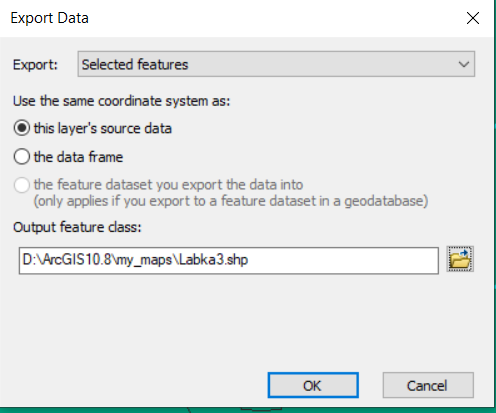 Export Data
Export: Selected features
Use the same coordinate system as:
this layer's source data
the data frame
the feature dataset you export the data into
(only applies if you export to a feature dataset in a geodatabase)
Output feature class:
D:\ArcGIS10.8\my_maps\Labka3.shp
OK Cancel